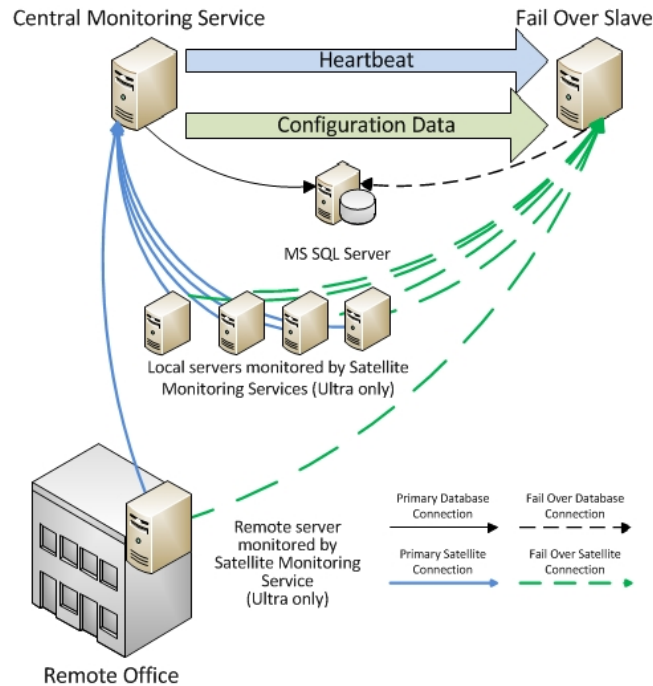 Central Monitoring Service
Fail Over Slave
Heartbeat
Configuration Data
MS SQL Server
Local servers monitored by Satellite
Monitoring Services (Ultra only)
Remote server
monitored by
Satellite Monitoring
Service
(Ultra only)
Primary Database
Connection
Fail Over Database
Connection
Primary Satellite
Connection
Fail Over Satellite
Connection
Remote Office